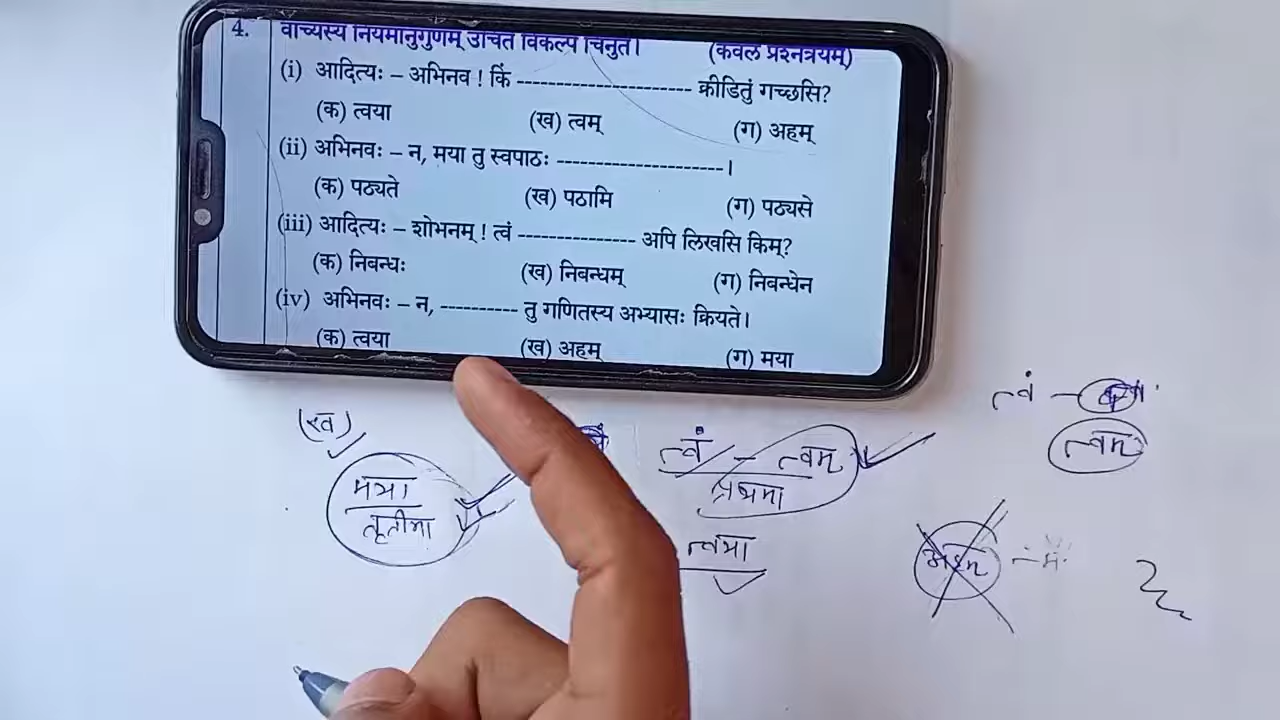 4. वाच्यस्य नियमानुगुणम् उचितं विकल्पं चिनुत। (केवलं प्रश्नत्रयम्)
(i) आदित्यः – अभिनव ! किं ---------------------- क्रीडितुं गच्छसि?
(क) त्वया (ख) त्वम् (ग) अहम्
(ii) अभिनवः – न, मया तु स्वपाठः ---------------------।
(क) पठ्यते (ख) पठामि (ग) पठ्यसे
(iii) आदित्यः – शोभनम् ! त्वं --------------- अपि लिखसि किम्?
(क) निबन्धः (ख) निबन्धम् (ग) निबन्धेन
(iv) अभिनवः – न, ---------- तु गणितस्य अभ्यासः क्रियते।
(क) त्वया (ख) अहम् (ग) मया
त्वं –
त्वम्
(ख)
त्वं – त्वम्
प्रथमा
मया
तृतीया
त्वया
अहम्